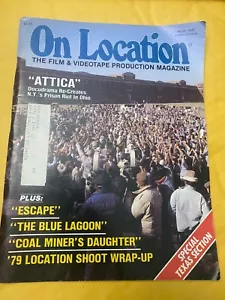 On Location
THE FILM & VIDEOTAPE PRODUCTION MAGAZINE
"ATTICA"
Docudrama Re-Creates
N.Y.'s Prison Riot In Ohio
PLUS:
"ESCAPE"
"THE BLUE LAGOON"
"COAL MINER'S DAUGHTER"
'79 LOCATION SHOOT WRAP-UP
SPECIAL
TEXAS SECTION